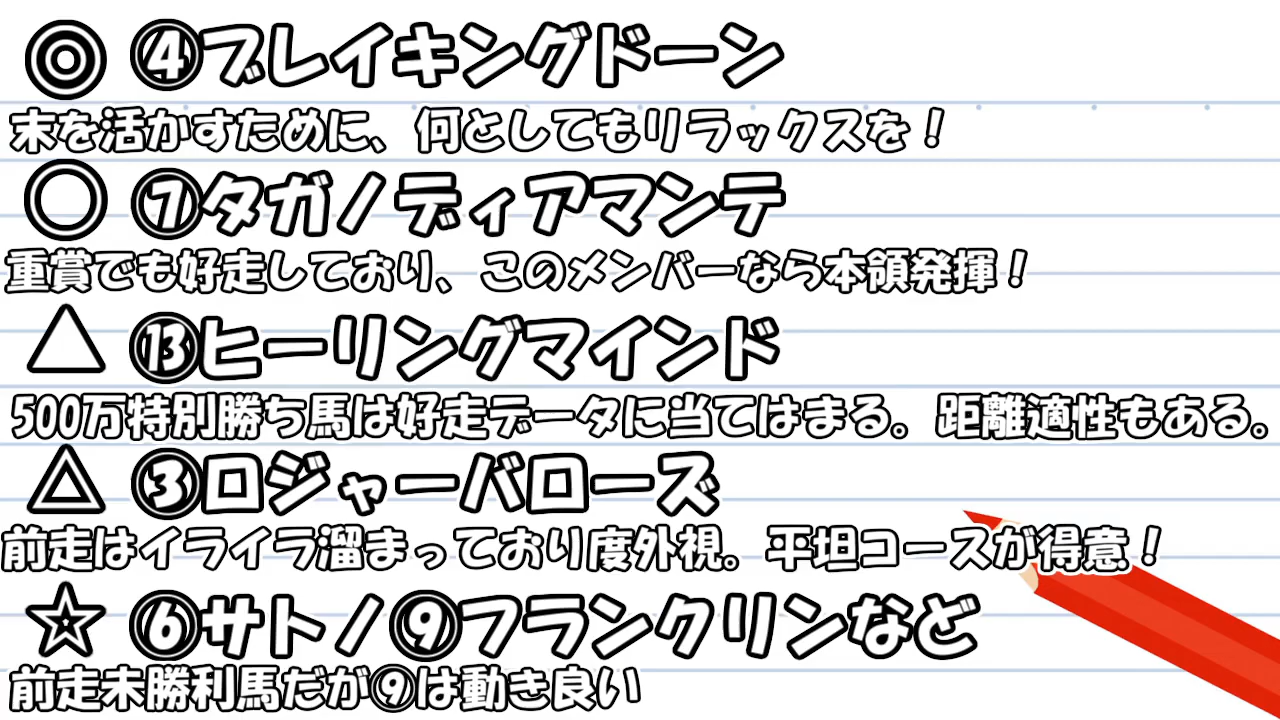 ◎ ④ブレイキングドーン
末を活かすために、何としてもリラックスを！
○ ⑦タガノディアマンテ
重賞でも好走しており、このメンバーなら本領発揮！
△ ⑬ヒーリングマインド
500万特別勝ち馬は好走データに当てはまる。距離適性もある。
△ ③ロジャーバローズ
前走はイライラ溜まっており度外視。平坦コースが得意！
☆ ⑥サトノ⑨フランクリンなど
前走未勝利馬だが⑨は動き良い